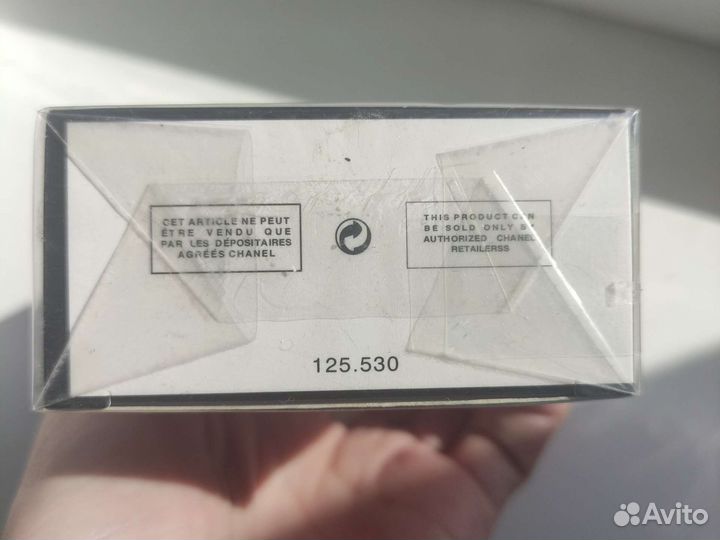 CET ARTICLE NE PEUT
ÊTRE VENDU QUE
PAR LES DÉPOSITAIRES
AGRÉÉS CHANEL
THIS PRODUCT CAN
BE SOLD ONLY BY
AUTHORIZED CHANEL
RETAILERSS
125.530
Avito